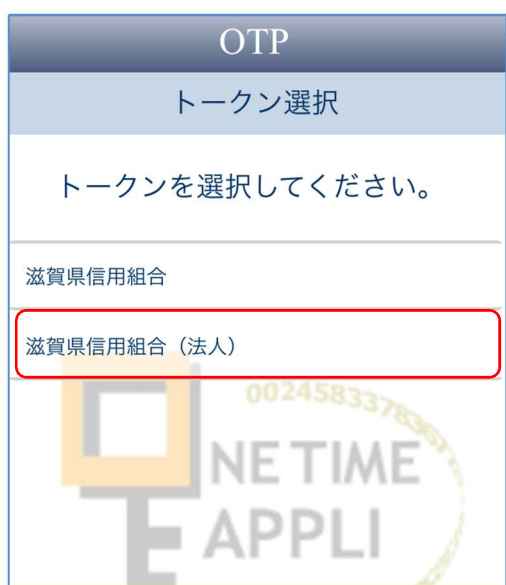 OTP
トークン選択
トークンを選択してください。
滋賀県信用組合
滋賀県信用組合（法人）
NE TIME
APPLI